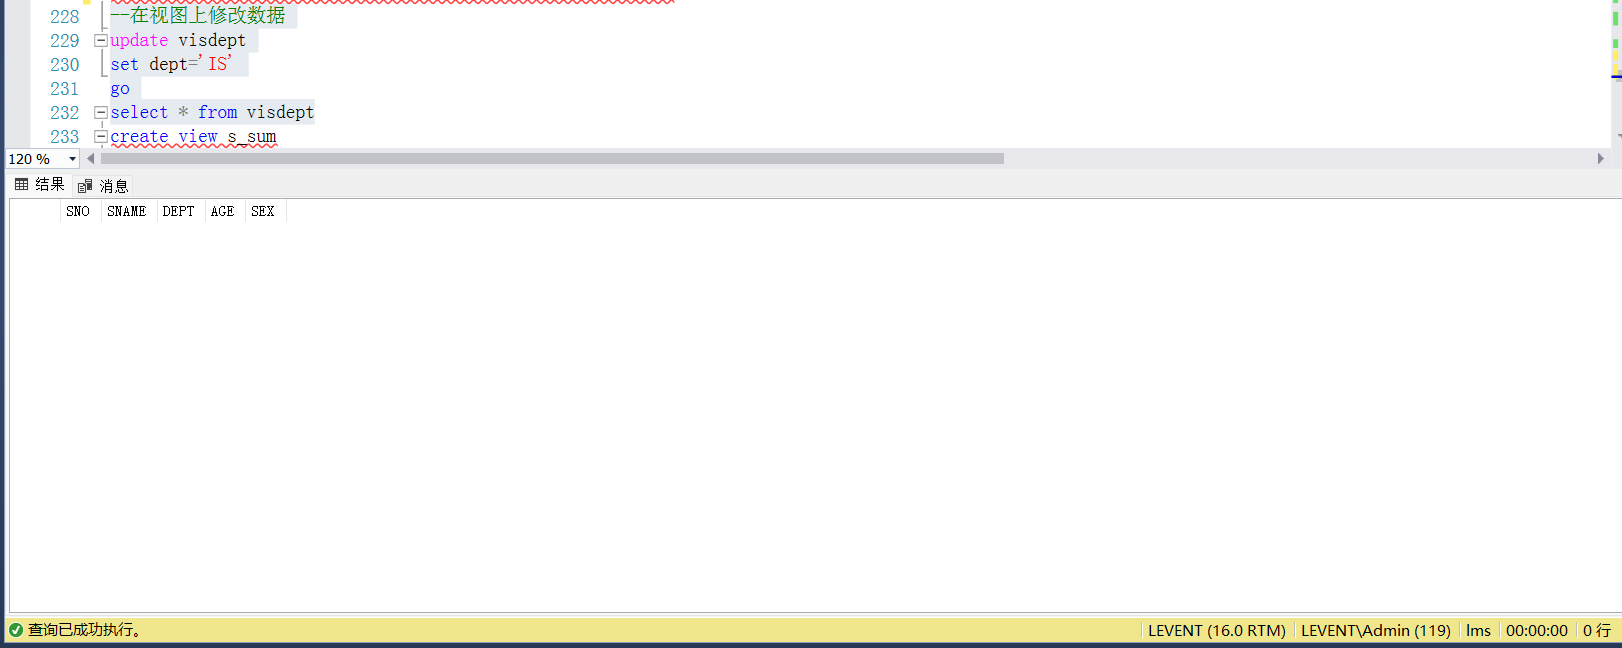 228 --在视图上修改数据
229 update visdept
230 set dept='IS'
231 go
232 select * from visdept
233 create view s_sum
120 %
结果 消息
SNO SNAME DEPT AGE SEX
查询已成功执行。 LEVENT (16.0 RTM) LEVENT\Admin (119) lms 00:00:00 0 行